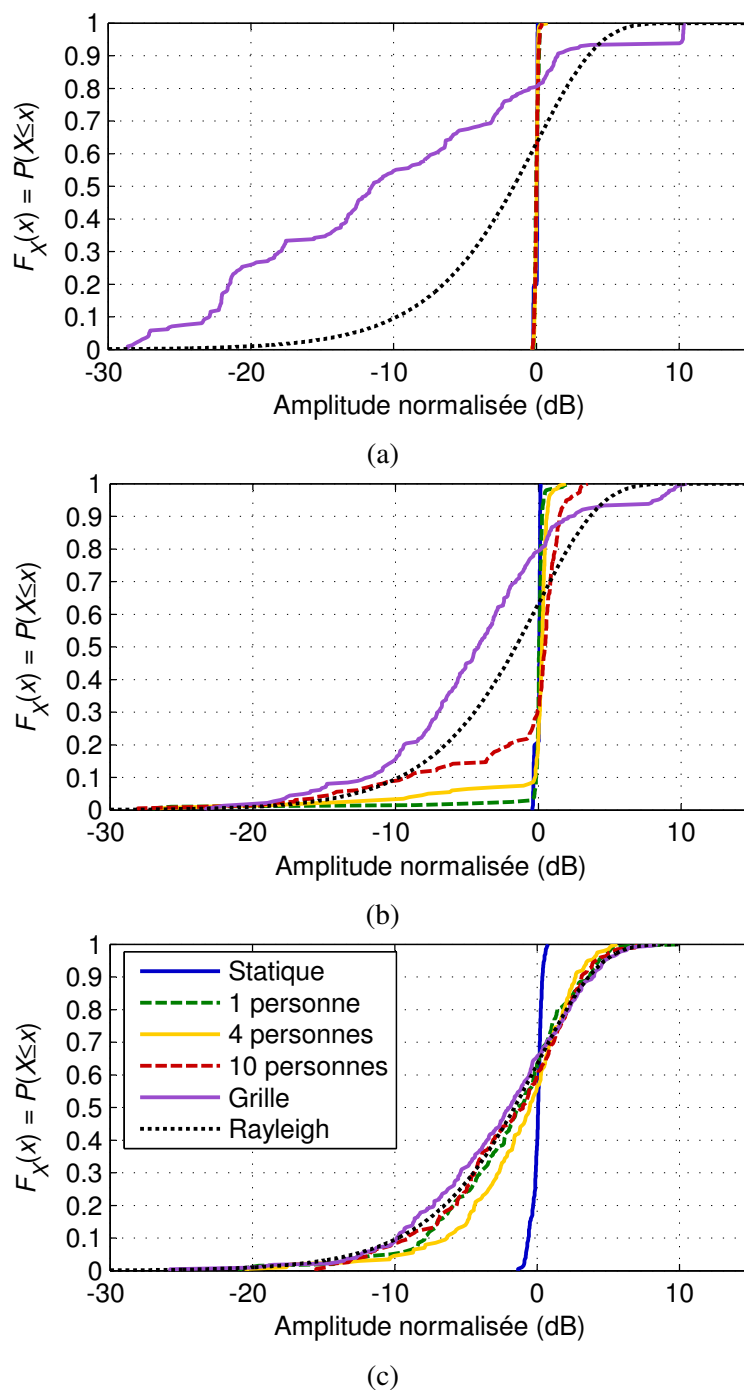 1
0.9
0.8
0.7
0.6
0.5
0.4
0.3
0.2
0.1
0
F_X(x) = P(X≤x)
-30 -20 -10 0 10
Amplitude normalisée (dB)
(a)
1
0.9
0.8
0.7
0.6
0.5
0.4
0.3
0.2
0.1
0
F_X(x) = P(X≤x)
-30 -20 -10 0 10
Amplitude normalisée (dB)
(b)
1
0.9
0.8
0.7
0.6
0.5
0.4
0.3
0.2
0.1
0
F_X(x) = P(X≤x)
Statique
1 personne
4 personnes
10 personnes
Grille
Rayleigh
-30 -20 -10 0 10
Amplitude normalisée (dB)
(c)